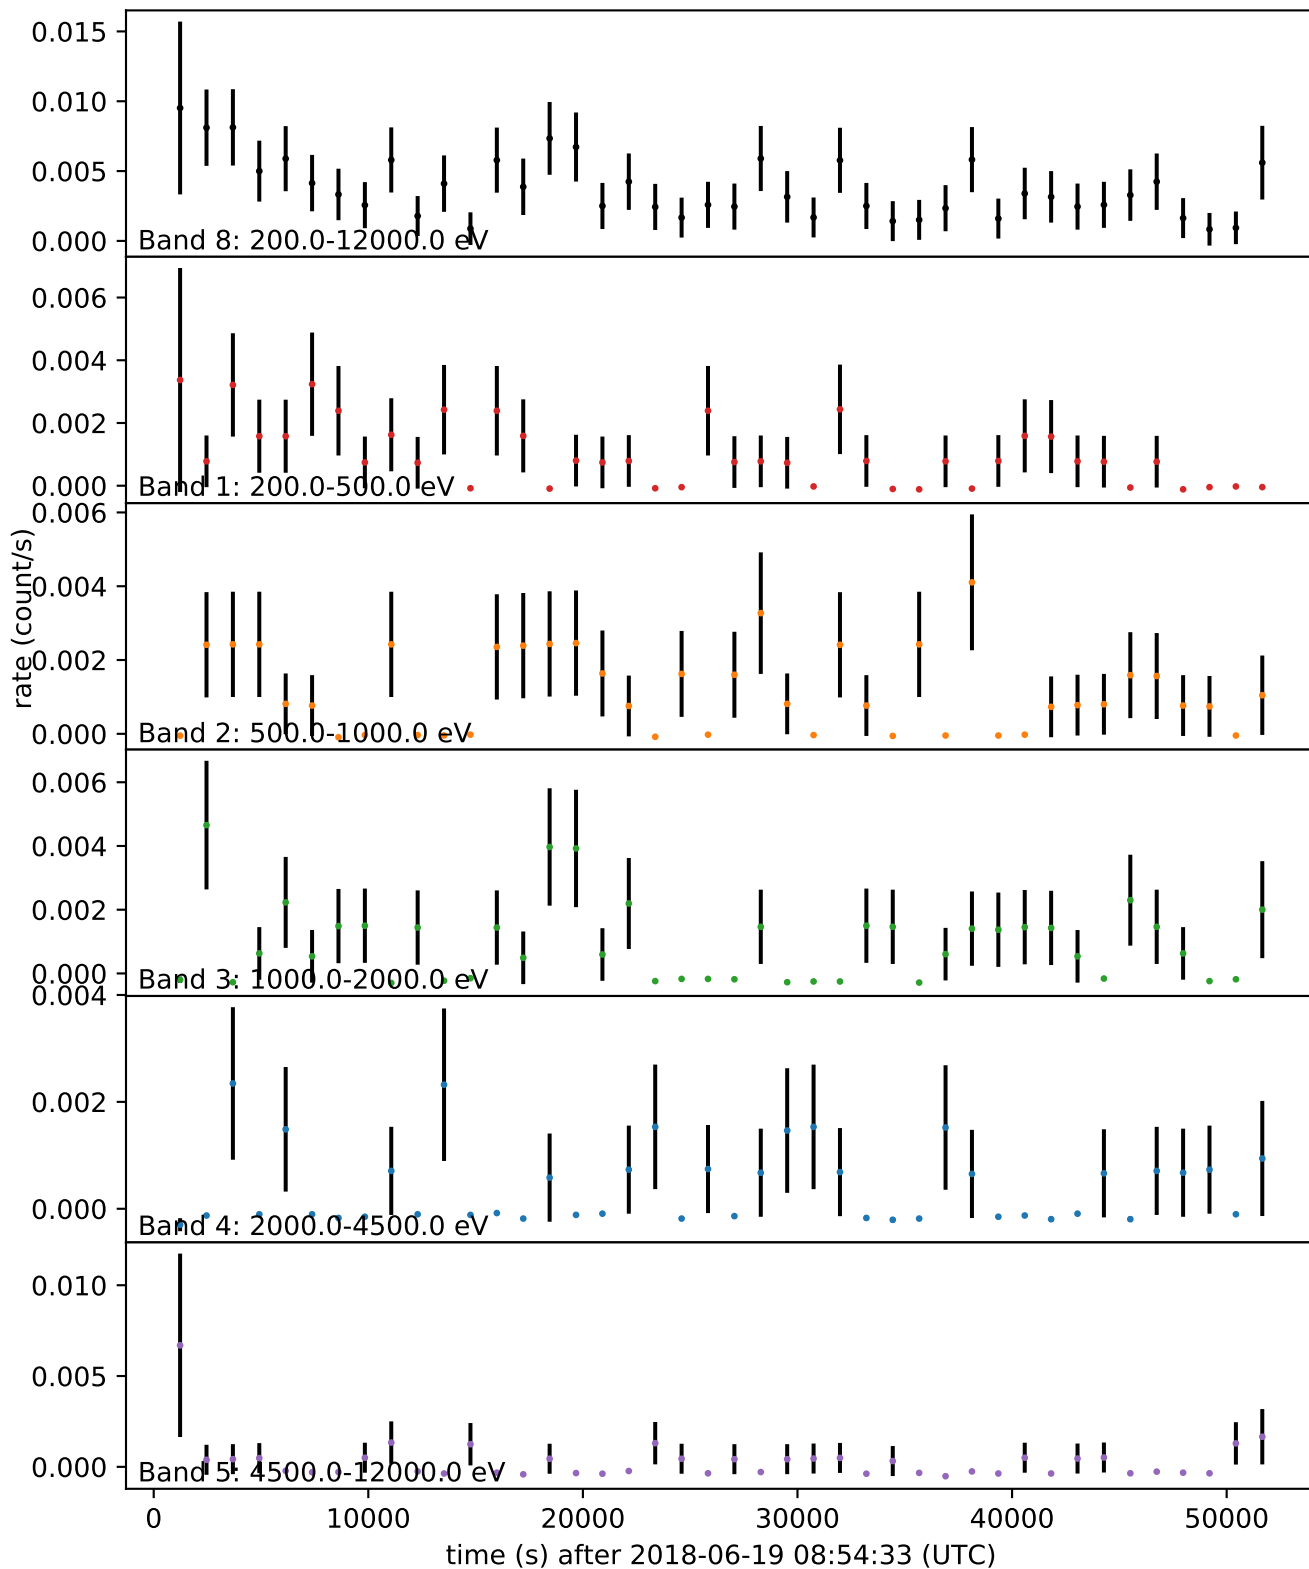 0.015
0.010
0.005
0.000
Band 8: 200.0-12000.0 eV
0.006
0.004
0.002
0.000
Band 1: 200.0-500.0 eV
0.006
0.004
0.002
0.000
Band 2: 500.0-1000.0 eV
rate (count/s)
0.006
0.004
0.002
0.000
Band 3: 1000.0-2000.0 eV
0.004
0.002
0.000
Band 4: 2000.0-4500.0 eV
0.010
0.005
0.000
Band 5: 4500.0-12000.0 eV
0 10000 20000 30000 40000 50000
time (s) after 2018-06-19 08:54:33 (UTC)